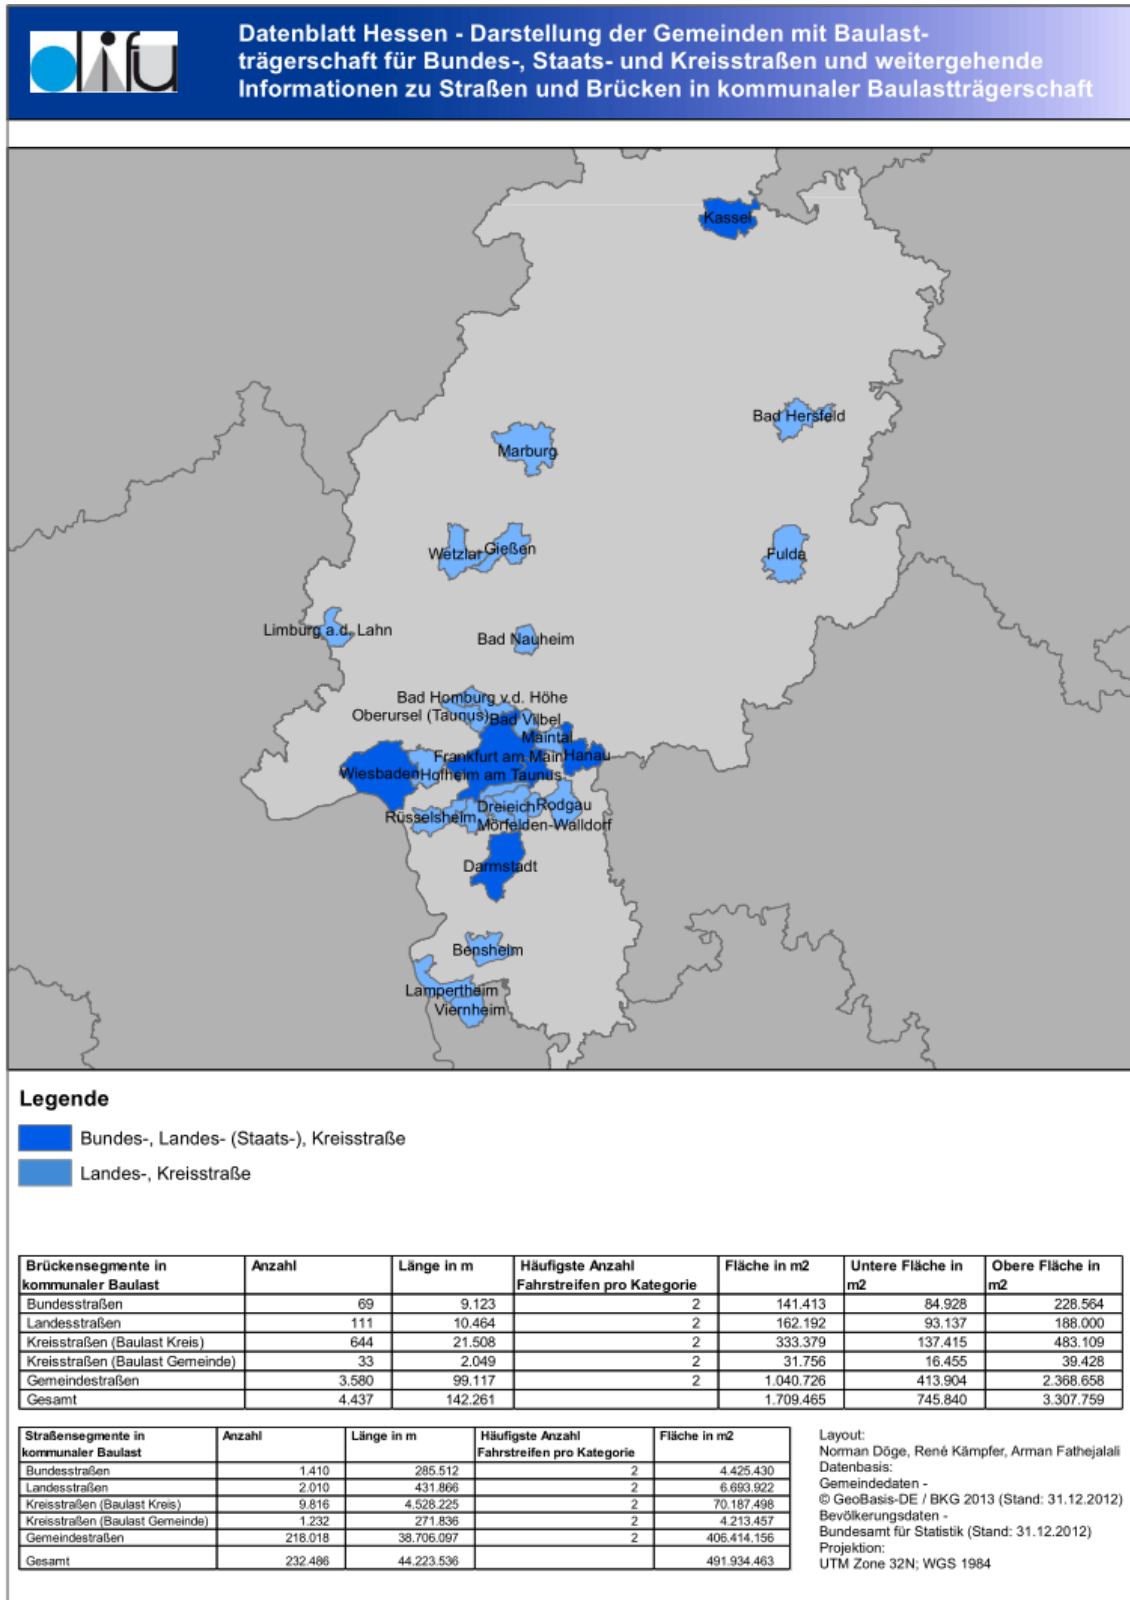 difu
Datenblatt Hessen - Darstellung der Gemeinden mit Baulast-
trägerschaft für Bundes-, Staats- und Kreisstraßen und weitergehende
Informationen zu Straßen und Brücken in kommunaler Baulastträgerschaft
Kassel
Bad Hersfeld
Marburg
Wetzlar
Gießen
Fulda
Limburg a.d. Lahn
Bad Nauheim
Bad Homburg v.d. Höhe
Oberursel (Taunus)
Bad Vilbel
Maintal
Frankfurt am Main
Hanau
Wiesbaden
Hofheim am Taunus
Dreieich
Rodgau
Rüsselsheim
Mörfelden-Walldorf
Darmstadt
Bensheim
Lampertheim
Viernheim
Legende
Bundes-, Landes- (Staats-), Kreisstraße
Landes-, Kreisstraße
Brückensegmente in kommunaler Baulast Anzahl Länge in m Häufigste Anzahl Fahrstreifen pro Kategorie Fläche in m2 Untere Fläche in m2 Obere Fläche in m2
Bundesstraßen 69 9.123 2 141.413 84.928 228.564
Landesstraßen 111 10.464 2 162.192 93.137 188.000
Kreisstraßen (Baulast Kreis) 644 21.508 2 333.379 137.415 483.109
Kreisstraßen (Baulast Gemeinde) 33 2.049 2 31.756 16.455 39.428
Gemeindestraßen 3.580 99.117 2 1.040.726 413.904 2.368.658
Gesamt 4.437 142.261 1.709.465 745.840 3.307.759
Straßensegmente in kommunaler Baulast Anzahl Länge in m Häufigste Anzahl Fahrstreifen pro Kategorie Fläche in m2
Bundesstraßen 1.410 285.512 2 4.425.430
Landesstraßen 2.010 431.866 2 6.693.922
Kreisstraßen (Baulast Kreis) 9.816 4.528.225 2 70.187.498
Kreisstraßen (Baulast Gemeinde) 1.232 271.836 2 4.213.457
Gemeindestraßen 218.018 38.706.097 2 406.414.156
Gesamt 232.486 44.223.536 491.934.463
Layout:
Norman Döge, René Kämpfer, Arman Fathejalali
Datenbasis:
Gemeindedaten -
© GeoBasis-DE / BKG 2013 (Stand: 31.12.2012)
Bevölkerungsdaten -
Bundesamt für Statistik (Stand: 31.12.2012)
Projektion:
UTM Zone 32N; WGS 1984